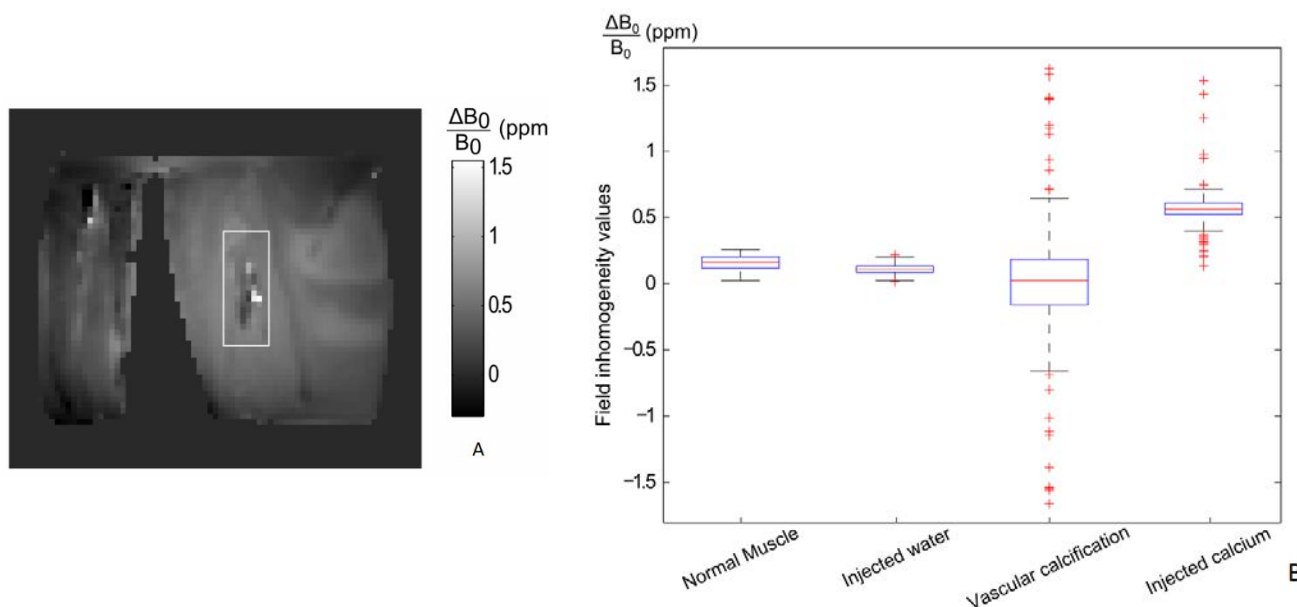 ΔB₀
B₀
(ppm
1.5
1
0.5
0
A
ΔB₀
B₀
(ppm)
Field inhomogeneity values
1.5
1
0.5
0
−0.5
−1
−1.5
Normal Muscle
Injected water
Vascular calcification
Injected calcium
B